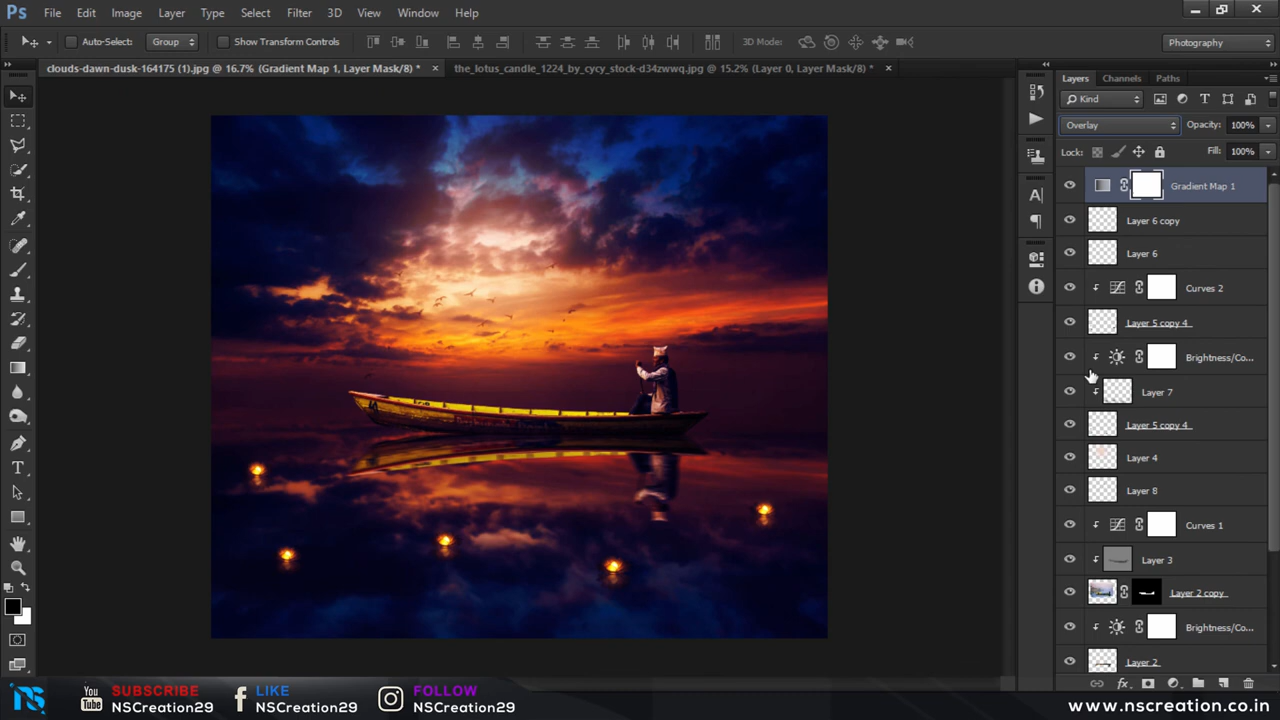 Ps File Edit Image Layer Type Select Filter 3D View Window Help
Auto-Select: Group Show Transform Controls 3D Mode: Photography
clouds-dawn-dusk-164175 (1).jpg @ 16.7% (Gradient Map 1, Layer Mask/8) * × the_lotus_candle_1224_by_cycy_stock-d34zwwq.jpg @ 15.2% (Layer 0, Layer Mask/8) * ×
Layers Channels Paths
Kind
Overlay Opacity: 100%
Lock: Fill: 100%
Gradient Map 1
Layer 6 copy
Layer 6
Curves 2
Layer 5 copy 4
Brightness/Co...
Layer 7
Layer 5 copy 4
Layer 4
Layer 8
Curves 1
Layer 3
Layer 2 copy
Brightness/Co...
Layer 2
NS You Tube SUBSCRIBE
NSCreation29
f LIKE
NSCreation29
FOLLOW
NSCreation29
www.nscreation.co.in